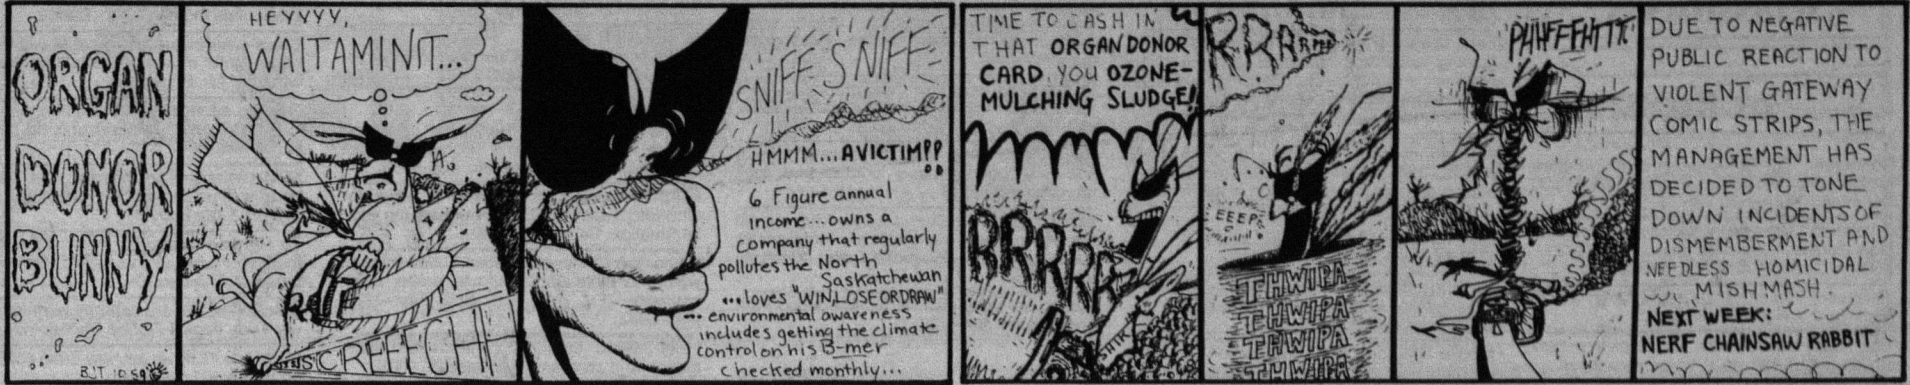 ORGAN
DONOR
BUNNY
HEYYYY,
WAITAMINIT...
SCREEECH!
SNIFF SNIFF
HMMM...A VICTIM??
6 Figure annual
income...owns a
company that regularly
pollutes the North
Saskatchewan
...loves "WIN, LOSE OR DRAW"
... environmental awareness
includes getting the climate
control on his B-mer
checked monthly...
TIME TO CASH IN
THAT ORGAN DONOR
CARD, YOU OZONE-
MULCHING SLUDGE!
RRRRR
RRRRRR
EEEP!
THWIPA
THWIPA
THWIPA
THWIPA
THWIPA
PHHFFFHTTT.
DUE TO NEGATIVE
PUBLIC REACTION TO
VIOLENT GATEWAY
COMIC STRIPS, THE
MANAGEMENT HAS
DECIDED TO TONE
DOWN INCIDENTS OF
DISMEMBERMENT AND
NEEDLESS HOMICIDAL
MISHMASH.
NEXT WEEK:
NERF CHAINSAW RABBIT